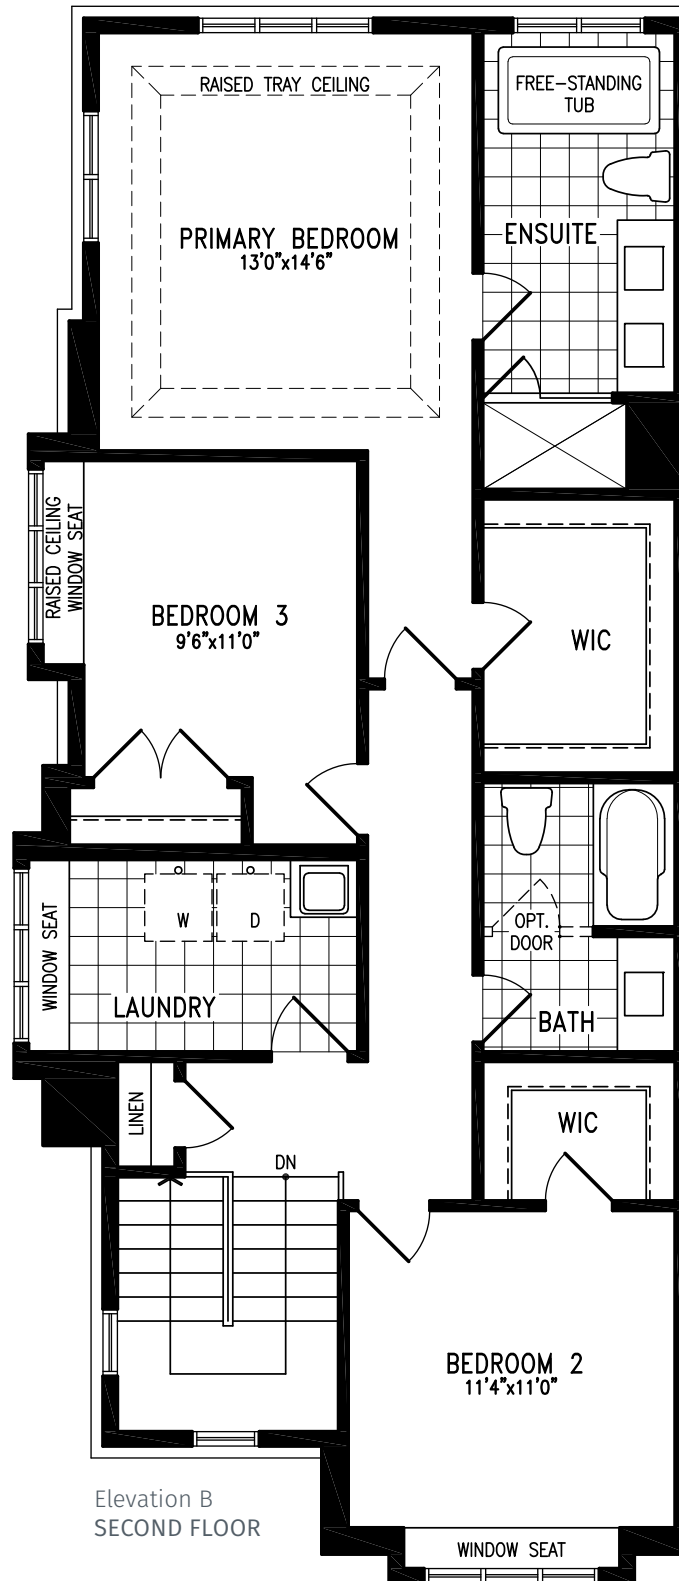 RAISED TRAY CEILING
FREE-STANDING
TUB
PRIMARY BEDROOM
13'0"x14'6"
ENSUITE
RAISED CEILING
WINDOW SEAT
BEDROOM 3
9'6"x11'0"
WIC
WINDOW SEAT
W
D
LAUNDRY
OPT.
DOOR
BATH
LINEN
WIC
DN
BEDROOM 2
11'4"x11'0"
Elevation B
SECOND FLOOR
WINDOW SEAT